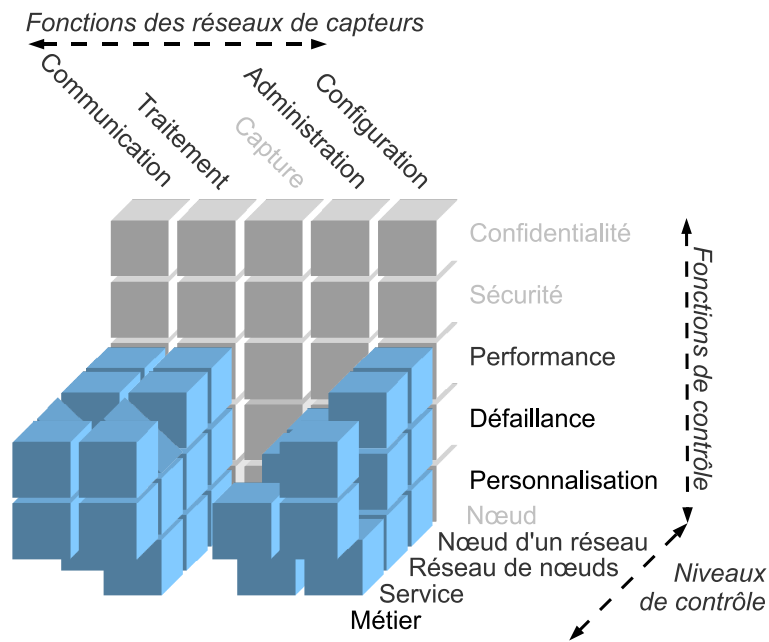 Fonctions des réseaux de capteurs
Communication
Traitement
Capture
Administration
Configuration
Confidentialité
Sécurité
Performance
Défaillance
Personnalisation
Fonctions de contrôle
Nœud
Nœud d'un réseau
Réseau de nœuds
Service
Métier
Niveaux
de contrôle